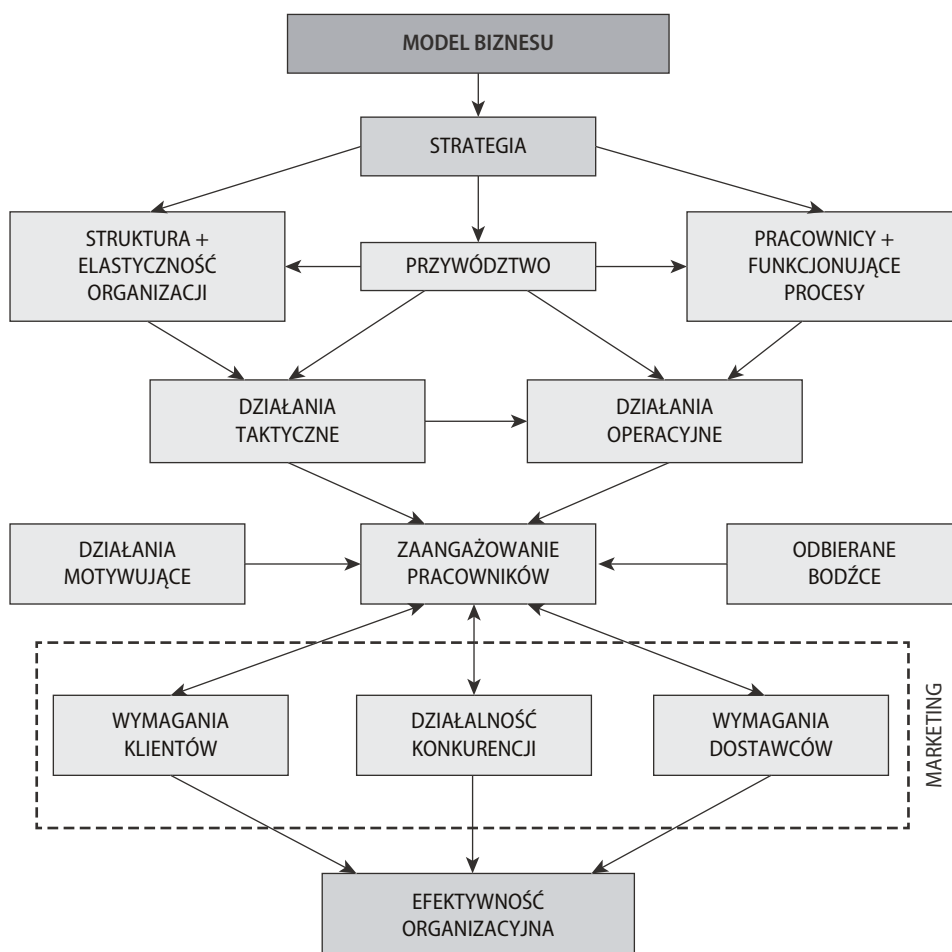 MODEL BIZNESU
STRATEGIA
STRUKTURA +
ELASTYCZNOŚĆ
ORGANIZACJI
PRZYWÓDZTWO
PRACOWNICY +
FUNKCJONUJĄCE
PROCESY
DZIAŁANIA
TAKTYCZNE
DZIAŁANIA
OPERACYJNE
DZIAŁANIA
MOTYWUJĄCE
ZAANGAŻOWANIE
PRACOWNIKÓW
ODBIERANE
BODŹCE
WYMAGANIA
KLIENTÓW
DZIAŁALNOŚĆ
KONKURENCJI
WYMAGANIA
DOSTAWCÓW
MARKETING
EFEKTYWNOŚĆ
ORGANIZACYJNA